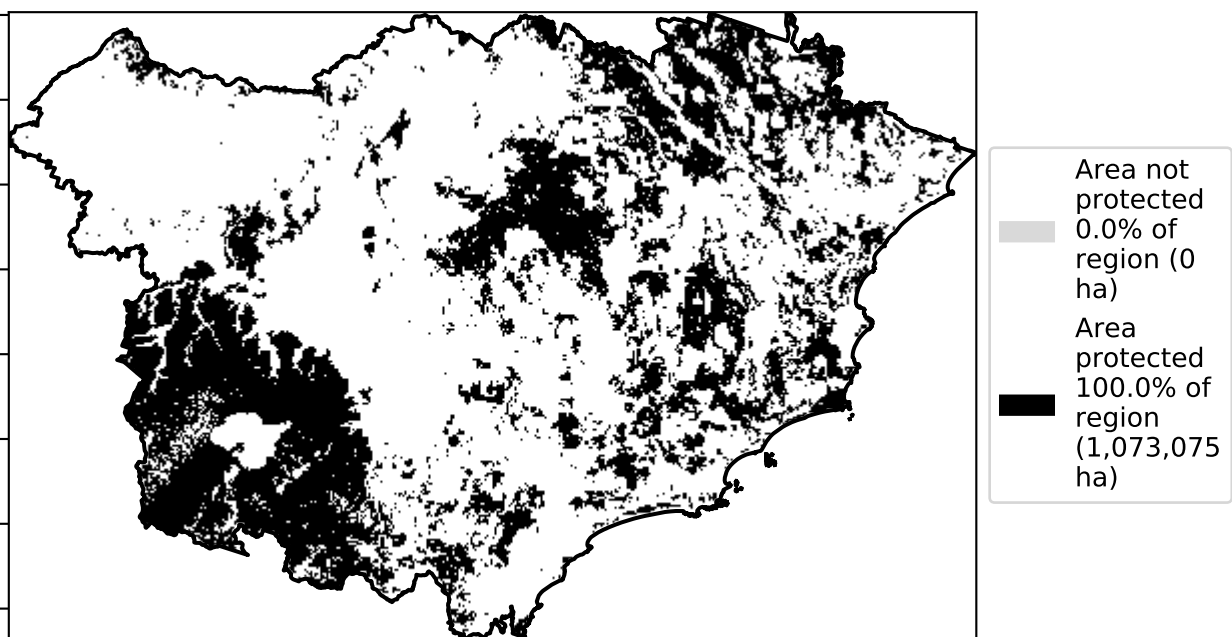 Area not
protected
0.0% of
region (0
ha)
Area
protected
100.0% of
region
(1,073,075
ha)